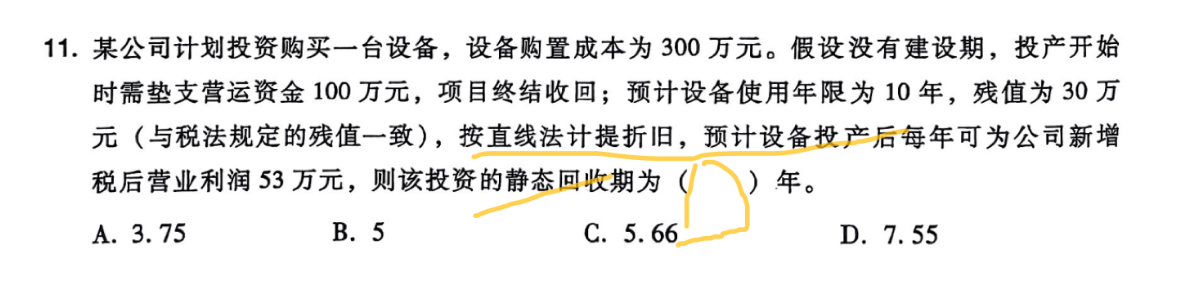 11. 某公司计划投资购买一台设备，设备购置成本为 300 万元。假设没有建设期，投产开始
时需垫支营运资金 100 万元，项目终结收回；预计设备使用年限为 10 年，残值为 30 万
元（与税法规定的残值一致），按直线法计提折旧，预计设备投产后每年可为公司新增
税后营业利润 53 万元，则该投资的静态回收期为（　　）年。
A. 3.75　B. 5　C. 5.66　D. 7.55